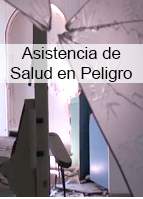 Asistencia de
Salud en Peligro